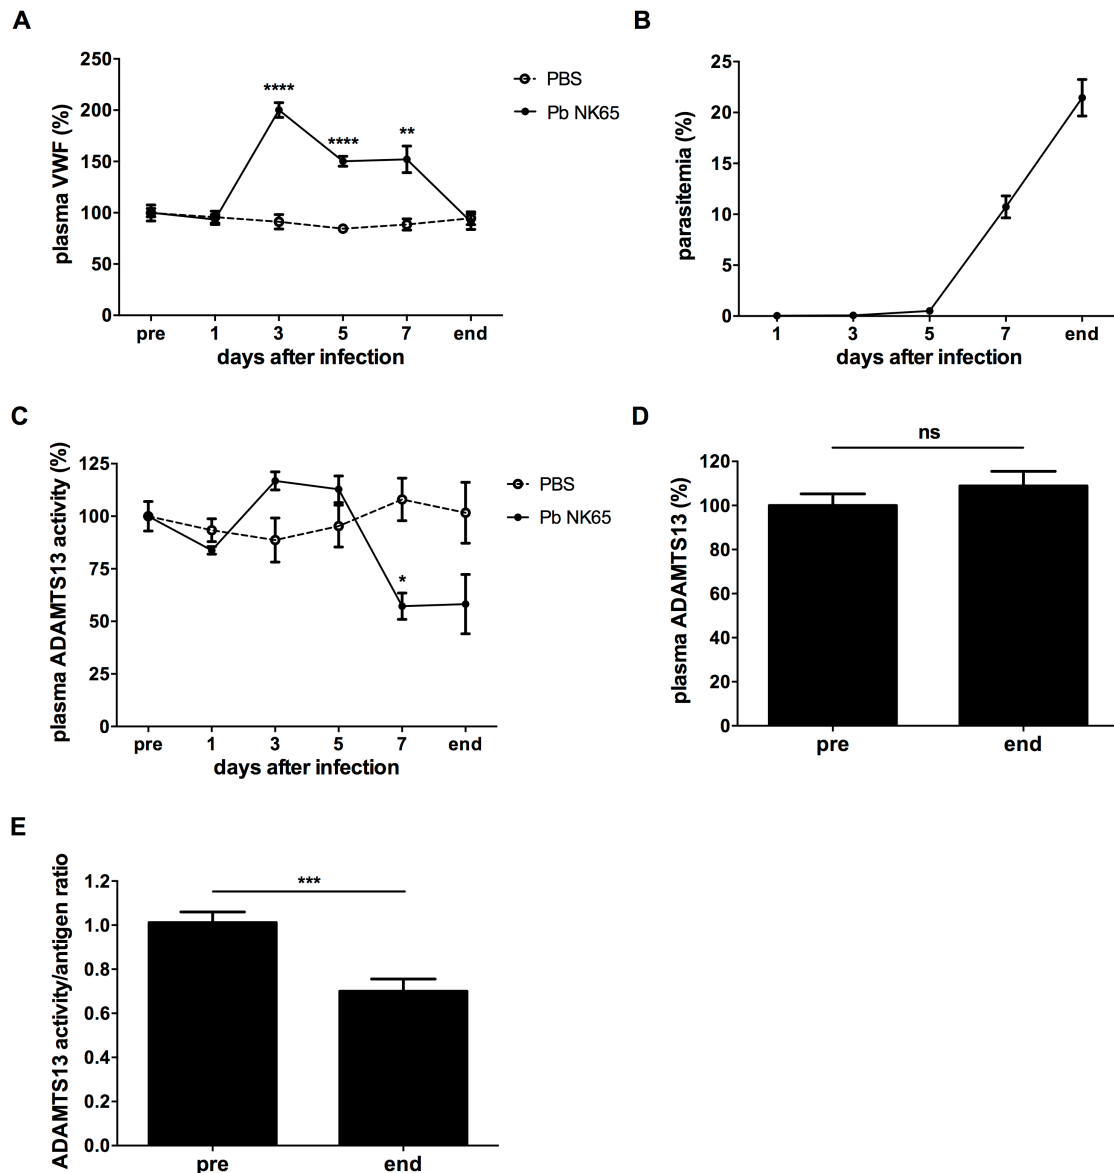 A
plasma VWF (%)
250
200
150
100
50
0
****
****
**
pre 1 3 5 7 end
days after infection
PBS
Pb NK65
B
parasitemia (%)
25
20
15
10
5
0
1 3 5 7 end
days after infection
C
plasma ADAMTS13 activity (%)
125
100
75
50
25
0
*
pre 1 3 5 7 end
days after infection
PBS
Pb NK65
D
plasma ADAMTS13 (%)
ns
120
100
80
60
40
20
0
pre end
E
ADAMTS13 activity/antigen ratio
***
1.2
1.0
0.8
0.6
0.4
0.2
0.0
pre end